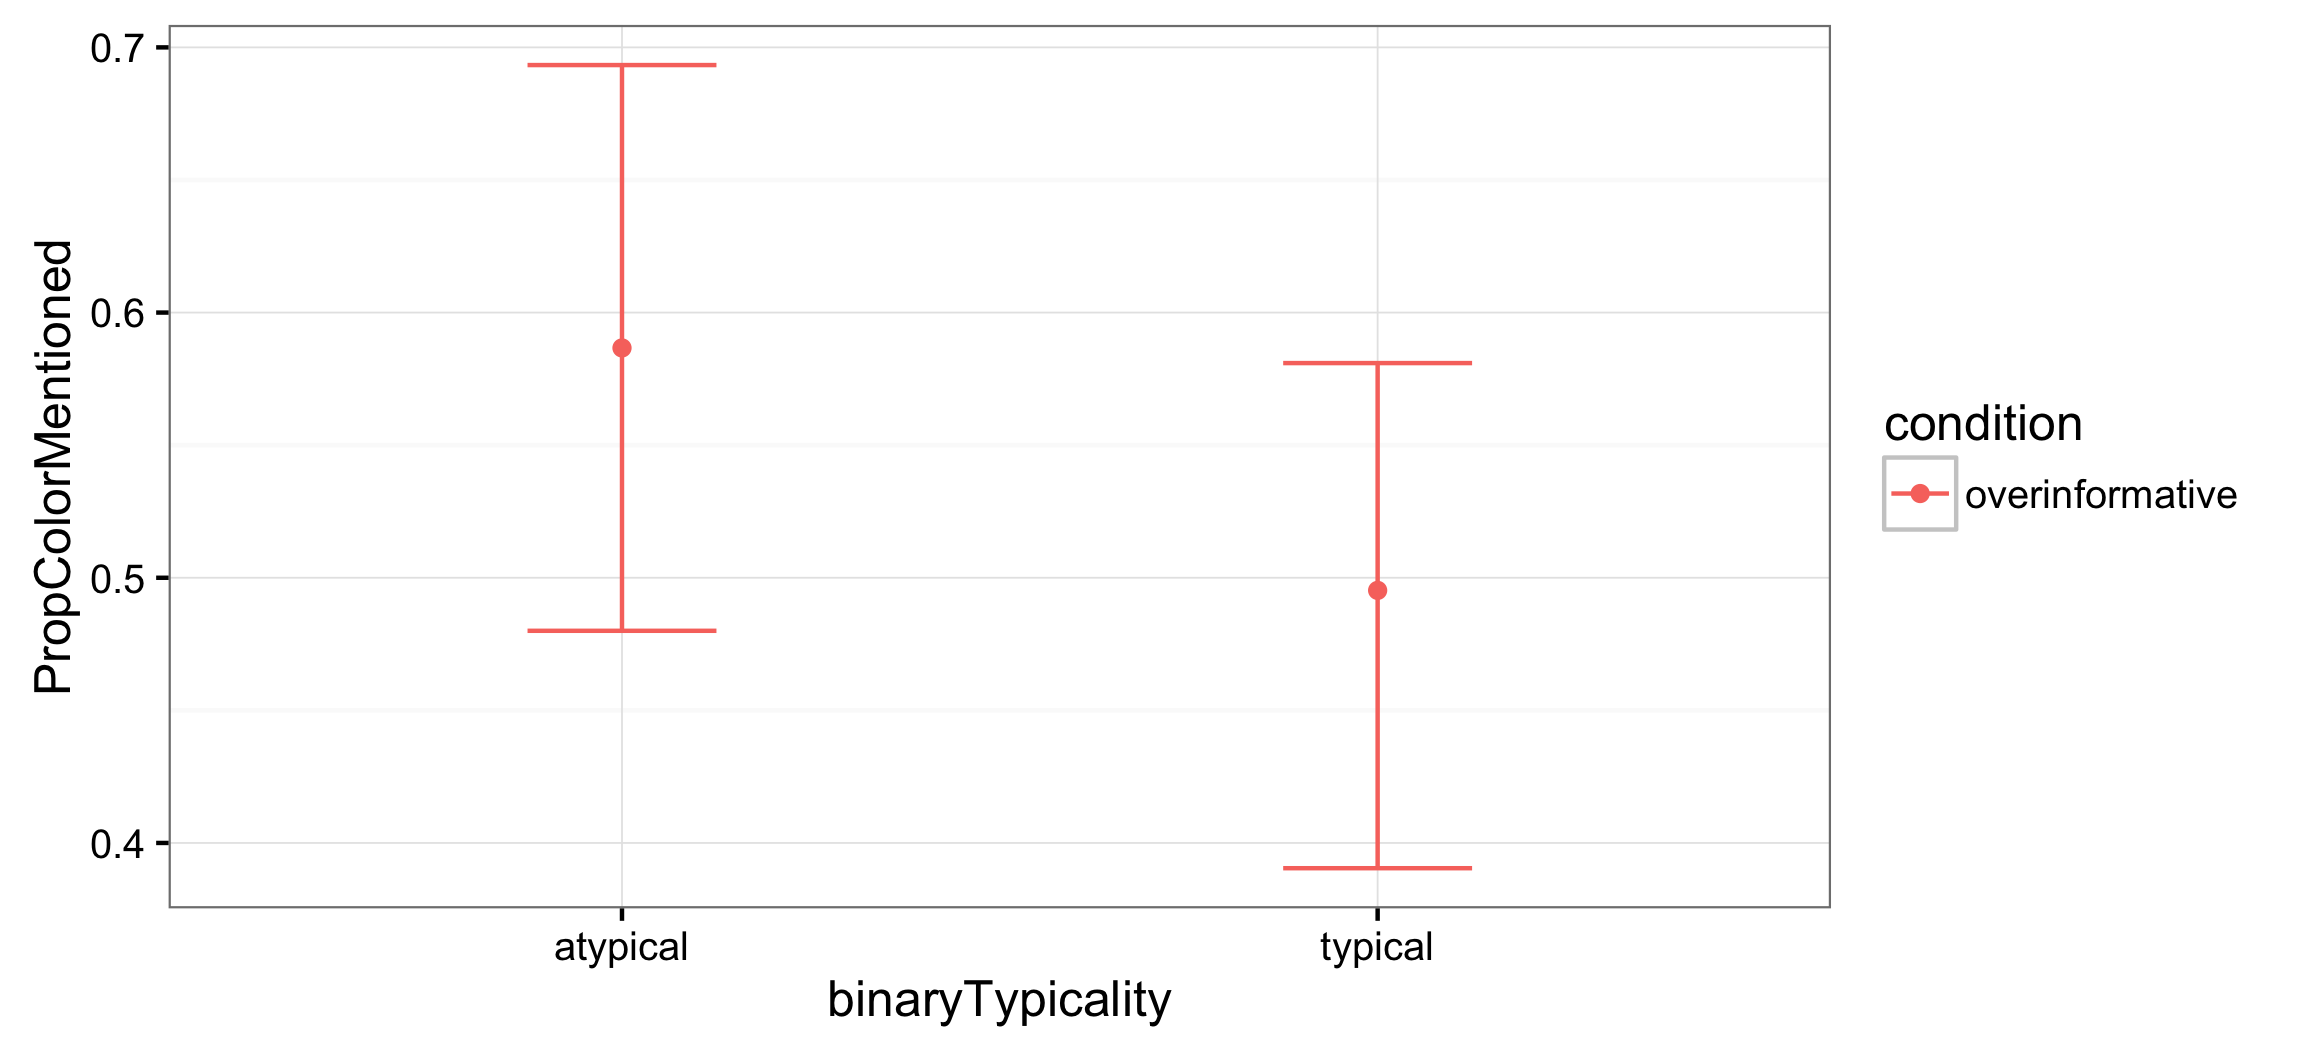 0.7
0.6
0.5
0.4
PropColorMentioned
atypical
typical
binaryTypicality
condition
overinformative